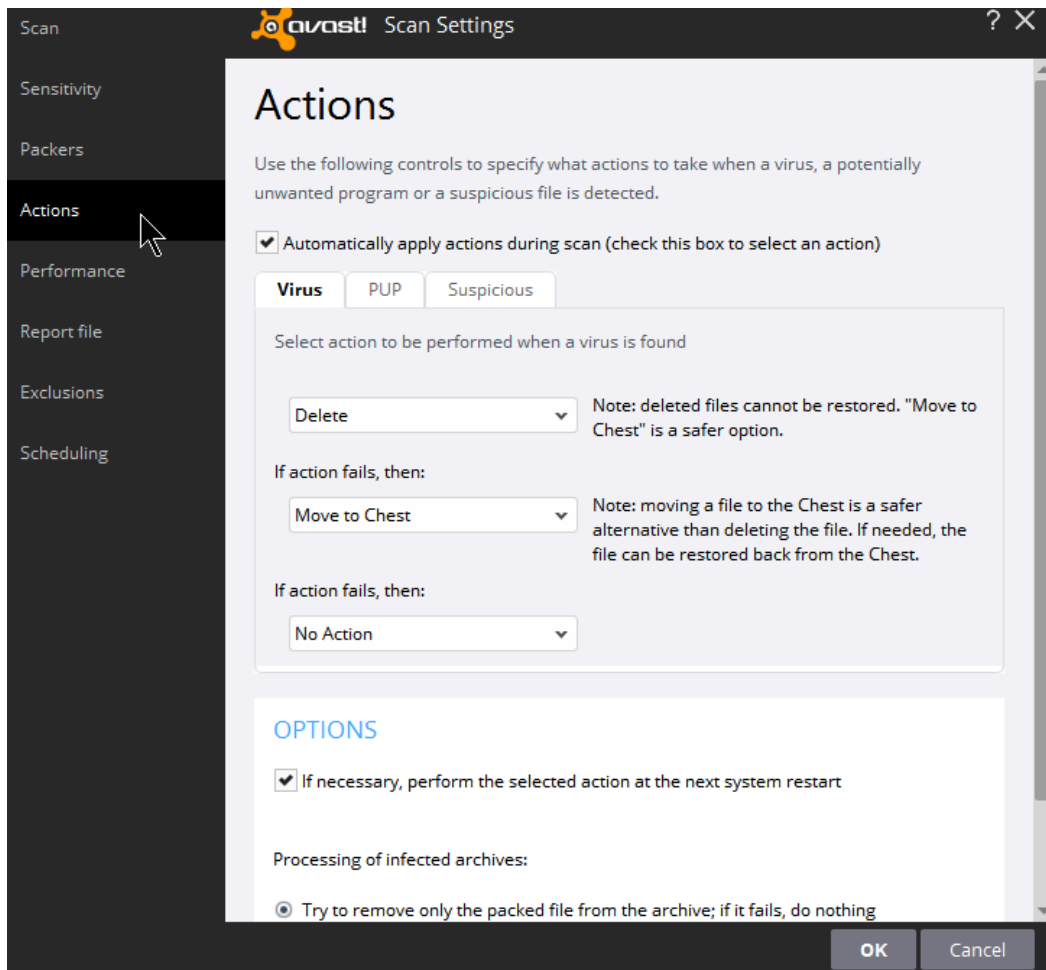 Scan
Sensitivity
Packers
Actions
Performance
Report file
Exclusions
Scheduling
avast! Scan Settings
? ✕
Actions
Use the following controls to specify what actions to take when a virus, a potentially
unwanted program or a suspicious file is detected.
Automatically apply actions during scan (check this box to select an action)
Virus PUP Suspicious
Select action to be performed when a virus is found
Delete
Note: deleted files cannot be restored. "Move to
Chest" is a safer option.
If action fails, then:
Move to Chest
Note: moving a file to the Chest is a safer
alternative than deleting the file. If needed, the
file can be restored back from the Chest.
If action fails, then:
No Action
OPTIONS
If necessary, perform the selected action at the next system restart
Processing of infected archives:
Try to remove only the packed file from the archive; if it fails, do nothing
OK Cancel